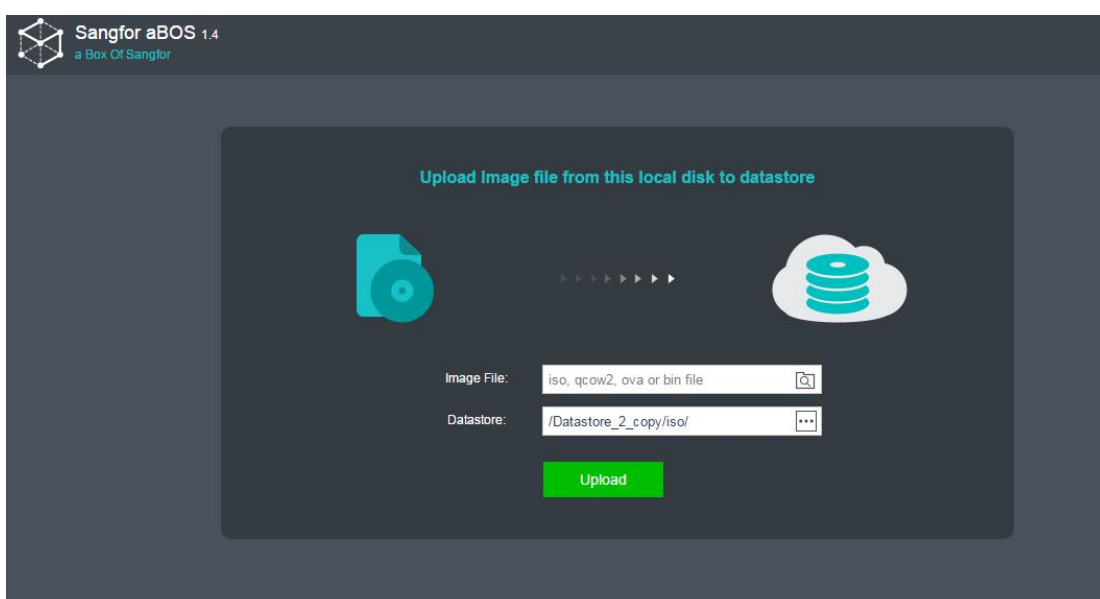 Sangfor aBOS 1.4
a Box Of Sangfor
Upload Image file from this local disk to datastore
Image File:
iso, qcow2, ova or bin file
Datastore:
/Datastore_2_copy/iso/
Upload